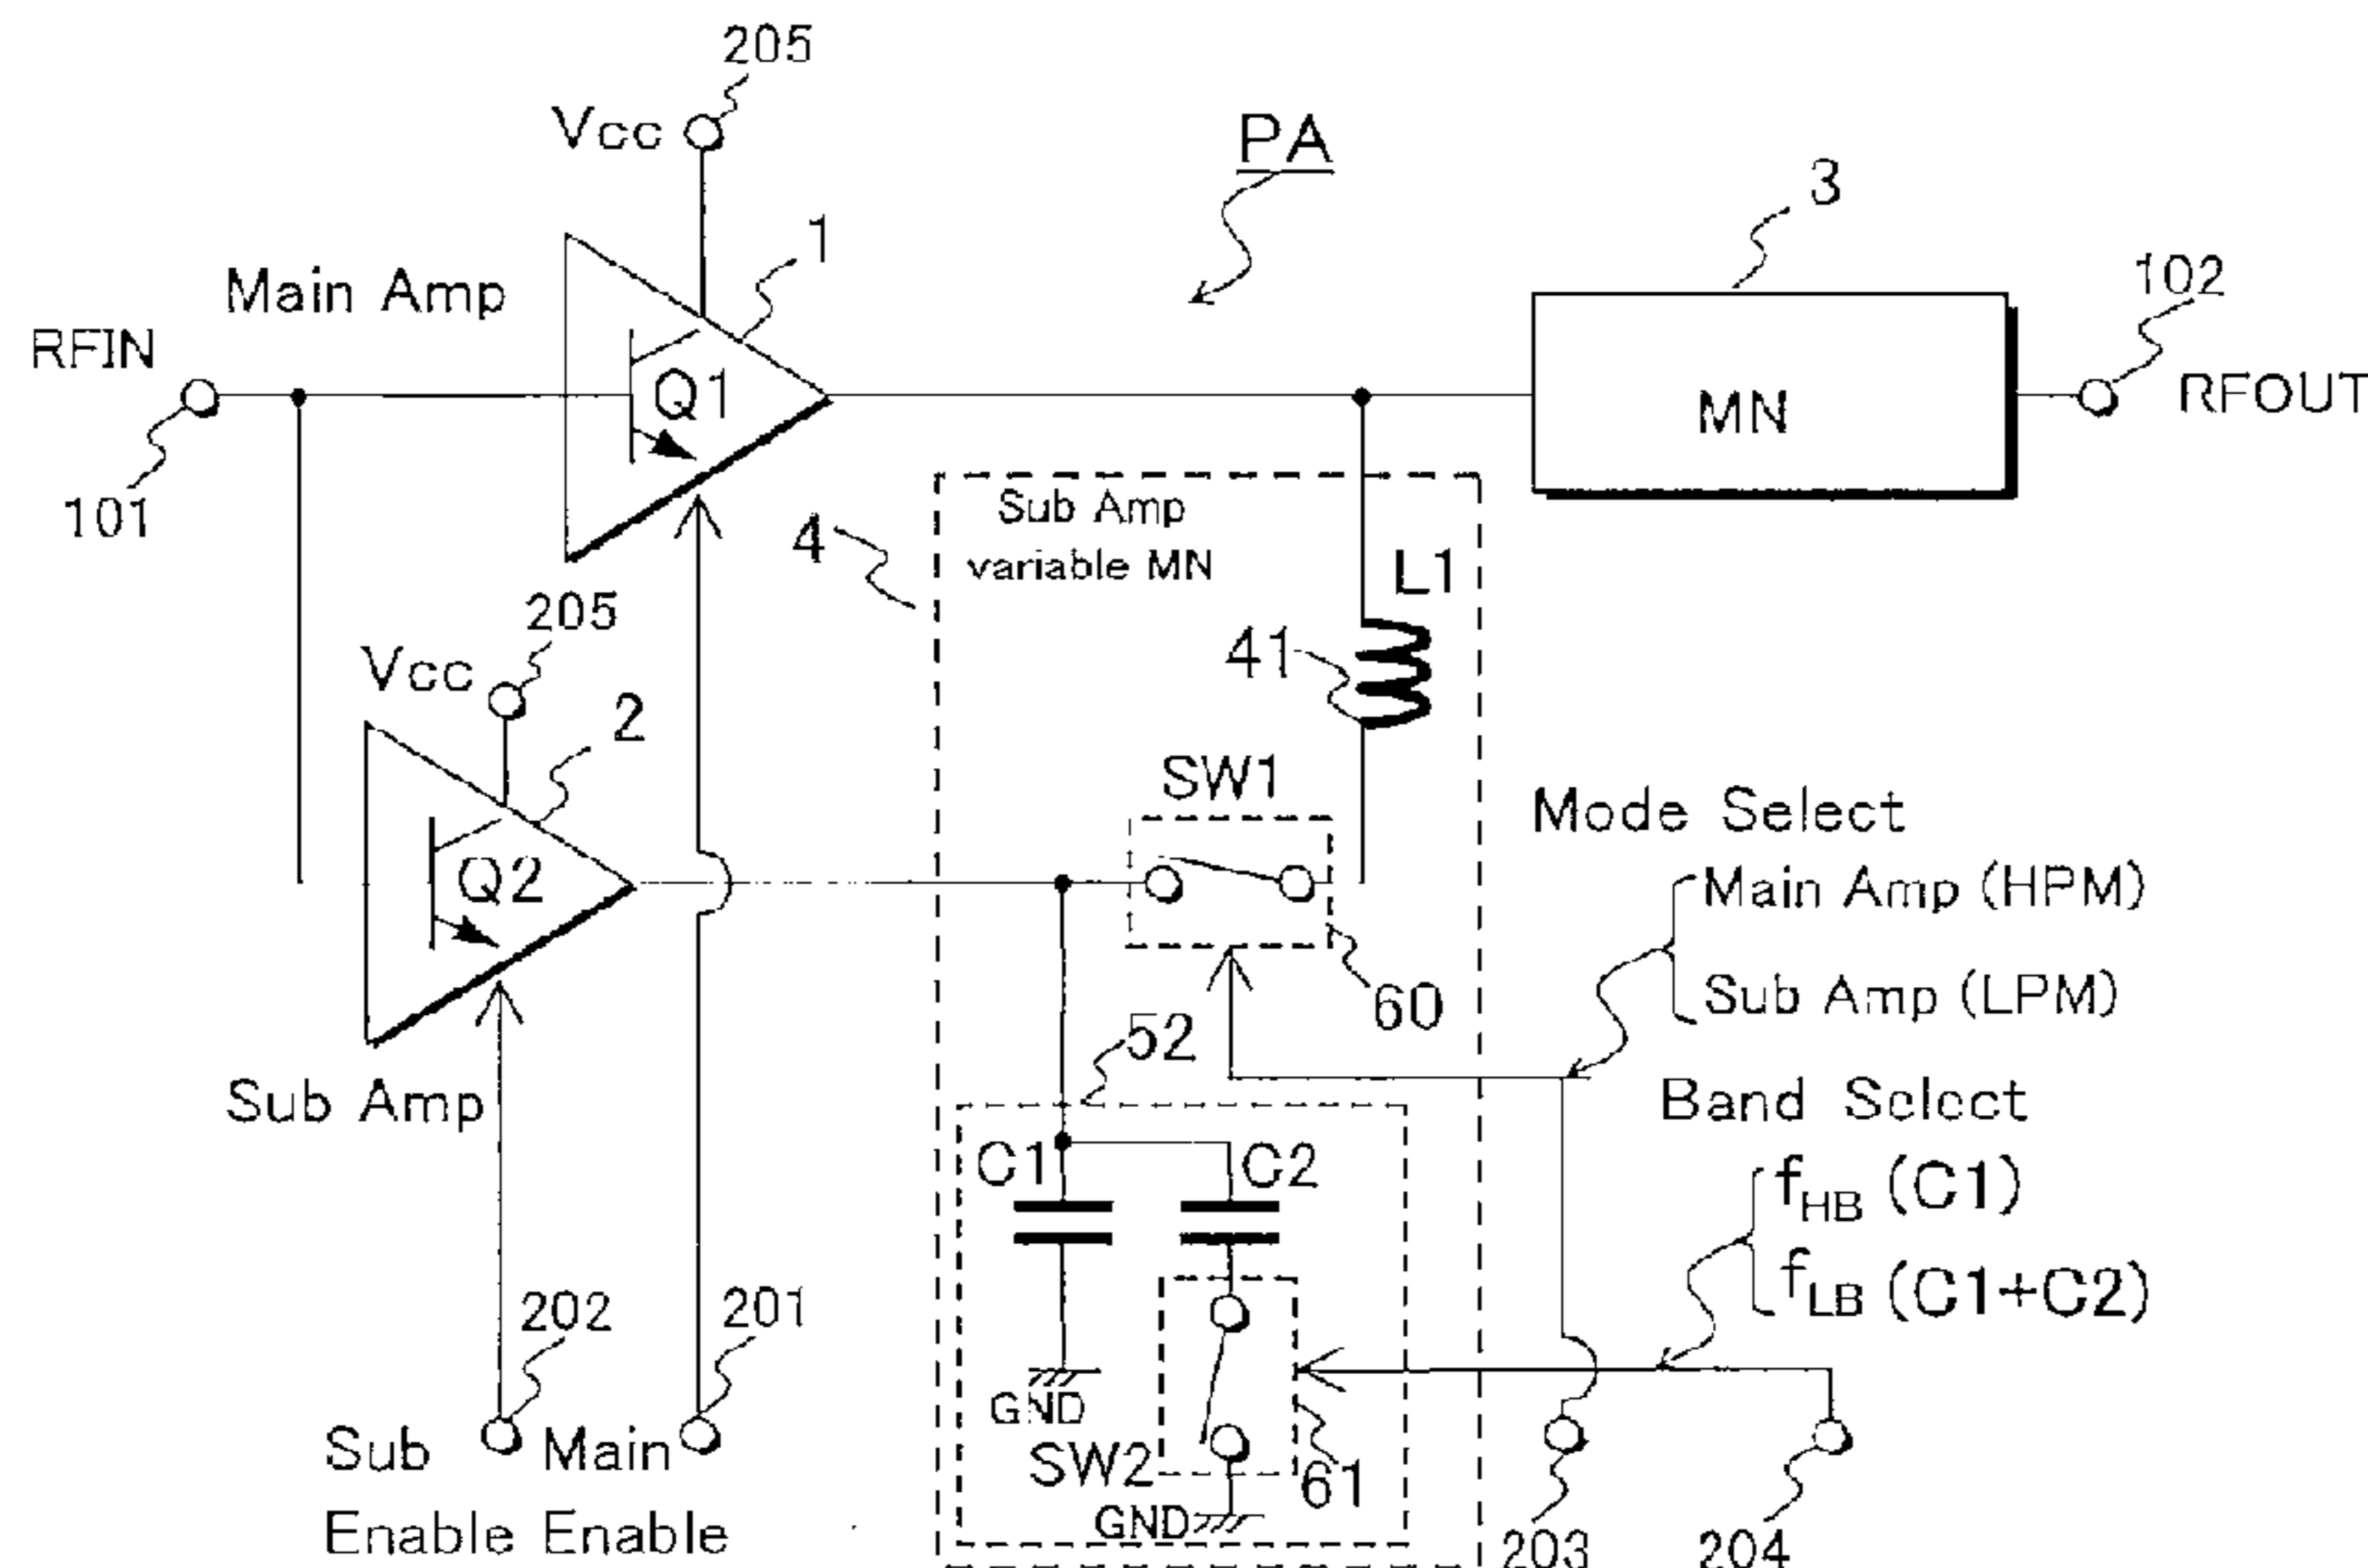 205
Vcc
PA
3
1
Main Amp
102
RFIN
Q1
MN
RFOUT
101
Sub Amp
variable MN
4
L1
205
41
Vcc
2
SW1
Mode Select
Q2
Main Amp (HPM)
60
Sub Amp (LPM)
52
Sub Amp
Band Select
C1
C2
fHB (C1)
fLB (C1+C2)
202
201
GND
Sub
Main
SW2
61
GND
Enable
Enable
203
204